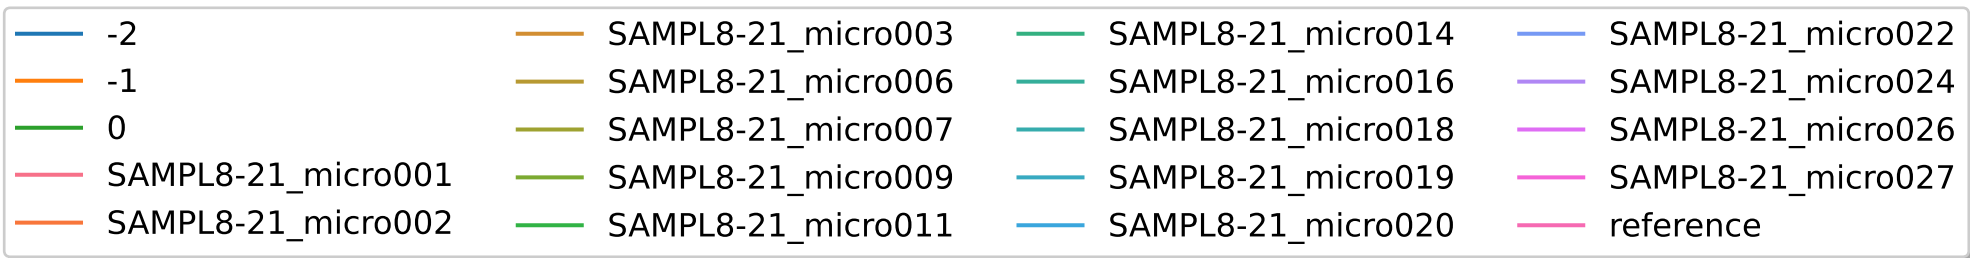 -2
-1
0
SAMPL8-21_micro001
SAMPL8-21_micro002
SAMPL8-21_micro003
SAMPL8-21_micro006
SAMPL8-21_micro007
SAMPL8-21_micro009
SAMPL8-21_micro011
SAMPL8-21_micro014
SAMPL8-21_micro016
SAMPL8-21_micro018
SAMPL8-21_micro019
SAMPL8-21_micro020
SAMPL8-21_micro022
SAMPL8-21_micro024
SAMPL8-21_micro026
SAMPL8-21_micro027
reference